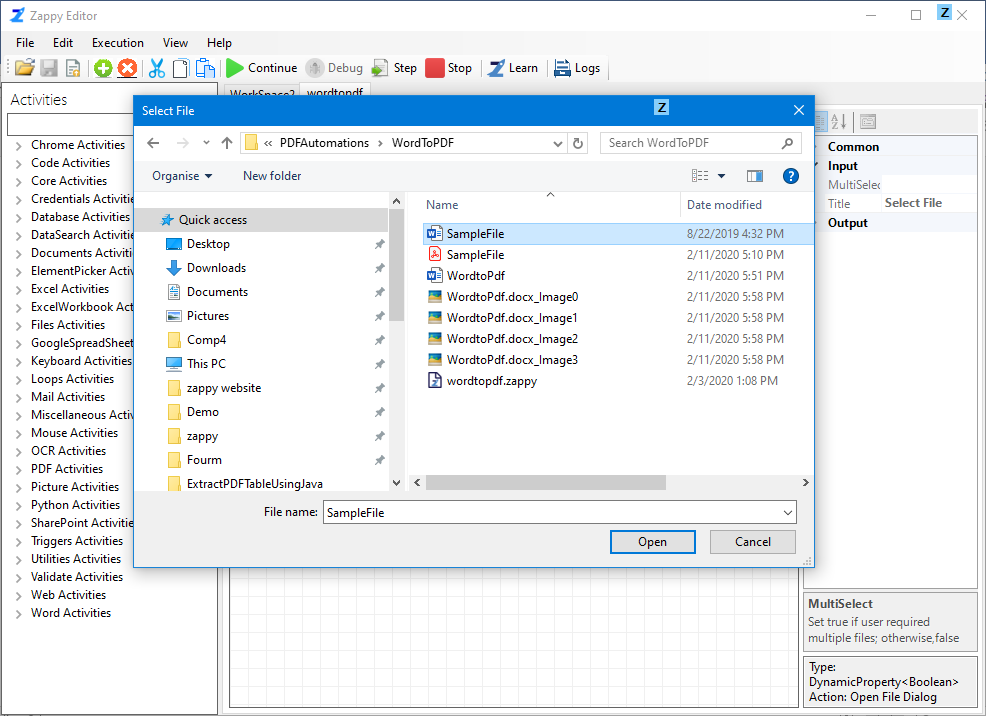 Zappy Editor
Z
File Edit Execution View Help
Continue Debug Step Stop Learn Logs
Activities
Chrome Activities
Code Activities
Core Activities
Credentials Activitie
Database Activities
DataSearch Activities
Documents Activiti
ElementPicker Activ
Excel Activities
ExcelWorkbook Act
Files Activities
GoogleSpreadSheet
Keyboard Activities
Loops Activities
Mail Activities
Miscellaneous Activ
Mouse Activities
OCR Activities
PDF Activities
Picture Activities
Python Activities
SharePoint Activitie
Triggers Activities
Utilities Activities
Validate Activities
Web Activities
Word Activities
WorkSpace2 wordtopdf
Select File
Z
« PDFAutomations > WordToPDF
Search WordToPDF
Organise New folder
Quick access
Desktop
Downloads
Documents
Pictures
Comp4
This PC
zappy website
Demo
zappy
Fourm
ExtractPDFTableUsingJava
Name Date modified
SampleFile 8/22/2019 4:32 PM
SampleFile 2/11/2020 5:10 PM
WordtoPdf 2/11/2020 5:51 PM
WordtoPdf.docx_Image0 2/11/2020 5:58 PM
WordtoPdf.docx_Image1 2/11/2020 5:58 PM
WordtoPdf.docx_Image2 2/11/2020 5:58 PM
WordtoPdf.docx_Image3 2/11/2020 5:58 PM
wordtopdf.zappy 2/3/2020 1:08 PM
File name: SampleFile
Open Cancel
Common
Input
MultiSelec
Title Select File
Output
MultiSelect
Set true if user required
multiple files; otherwise,false
Type:
DynamicProperty<Boolean>
Action: Open File Dialog